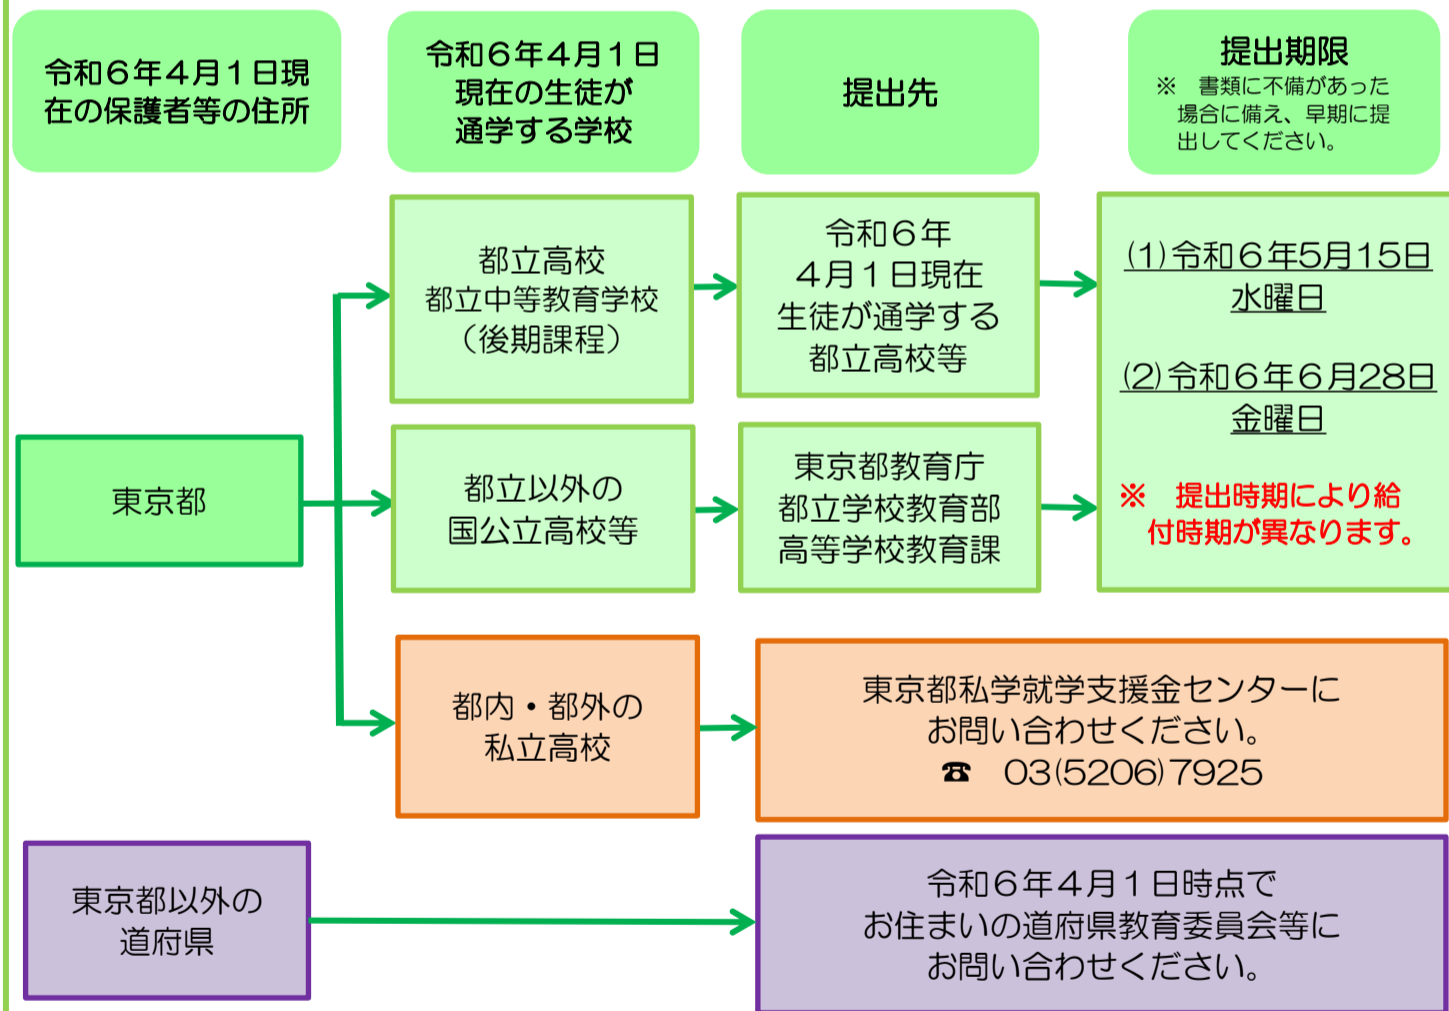 令和６年４月１日現
在の保護者等の住所
令和６年４月１日
現在の生徒が
通学する学校
提出先
提出期限
※　書類に不備があった
場合に備え、早期に提
出してください。
東京都
都立高校
都立中等教育学校
（後期課程）
令和６年
４月１日現在
生徒が通学する
都立高校等
(1)令和６年5月15日
水曜日
(2)令和６年６月28日
金曜日
※　提出時期により給
付時期が異なります。
都立以外の
国公立高校等
東京都教育庁
都立学校教育部
高等学校教育課
都内・都外の
私立高校
東京都私学就学支援金センターに
お問い合わせください。
☎　03(5206)7925
東京都以外の
道府県
令和６年４月１日時点で
お住まいの道府県教育委員会等に
お問い合わせください。